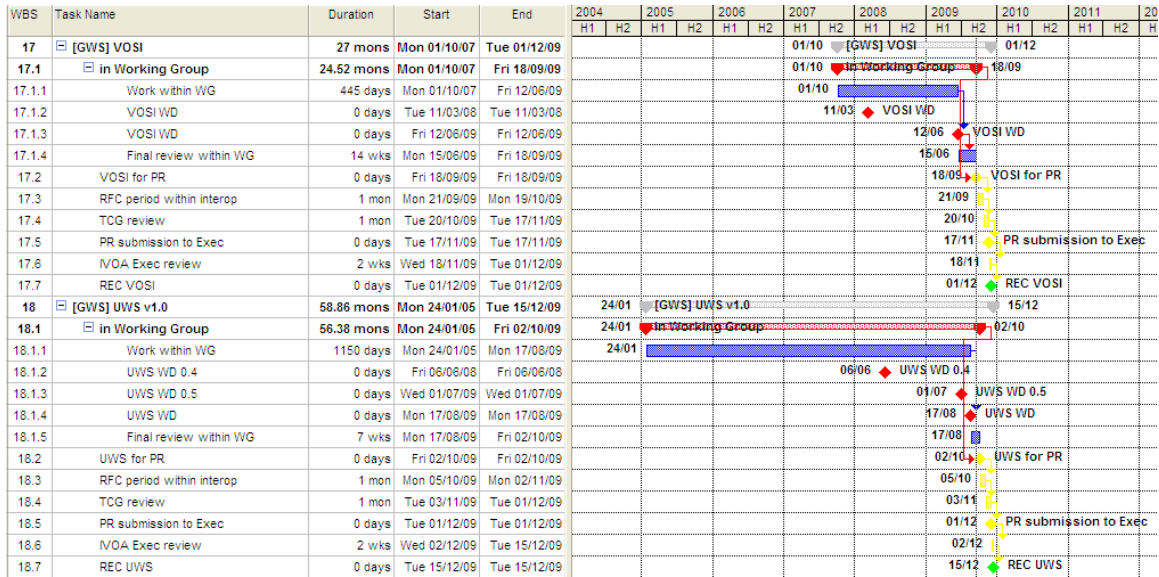 WBS Task Name Duration Start End 2004 2005 2006 2007 2008 2009 2010 2011 20
H1 H2 H1 H2 H1 H2 H1 H2 H1 H2 H1 H2 H1 H2 H1 H2 H
17 [GWS] VOSI 27 mons Mon 01/10/07 Tue 01/12/09 01/10 [GWS] VOSI 01/12
17.1 in Working Group 24.52 mons Mon 01/10/07 Fri 18/09/09 01/10 in Working Group 18/09
17.1.1 Work within WG 445 days Mon 01/10/07 Fri 12/06/09 01/10
17.1.2 VOSI WD 0 days Tue 11/03/08 Tue 11/03/08 11/03 VOSI WD
17.1.3 VOSI WD 0 days Fri 12/06/09 Fri 12/06/09 12/06 VOSI WD
17.1.4 Final review within WG 14 wks Mon 15/06/09 Fri 18/09/09 15/06
17.2 VOSI for PR 0 days Fri 18/09/09 Fri 18/09/09 18/09 VOSI for PR
17.3 RFC period within interop 1 mon Mon 21/09/09 Mon 19/10/09 21/09
17.4 TCG review 1 mon Tue 20/10/09 Tue 17/11/09 20/10
17.5 PR submission to Exec 0 days Tue 17/11/09 Tue 17/11/09 17/11 PR submission to Exec
17.6 IVOA Exec review 2 wks Wed 18/11/09 Tue 01/12/09 18/11
17.7 REC VOSI 0 days Tue 01/12/09 Tue 01/12/09 01/12 REC VOSI
18 [GWS] UWS v1.0 58.86 mons Mon 24/01/05 Tue 15/12/09 24/01 [GWS] UWS v1.0 15/12
18.1 in Working Group 56.38 mons Mon 24/01/05 Fri 02/10/09 24/01 in Working Group 02/10
18.1.1 Work within WG 1150 days Mon 24/01/05 Mon 17/08/09 24/01
18.1.2 UWS WD 0.4 0 days Fri 06/06/08 Fri 06/06/08 06/06 UWS WD 0.4
18.1.3 UWS WD 0.5 0 days Wed 01/07/09 Wed 01/07/09 01/07 UWS WD 0.5
18.1.4 UWS WD 0 days Mon 17/08/09 Mon 17/08/09 17/08 UWS WD
18.1.5 Final review within WG 7 wks Mon 17/08/09 Fri 02/10/09 17/08
18.2 UWS for PR 0 days Fri 02/10/09 Fri 02/10/09 02/10 UWS for PR
18.3 RFC period within interop 1 mon Mon 05/10/09 Mon 02/11/09 05/10
18.4 TCG review 1 mon Tue 03/11/09 Tue 01/12/09 03/11
18.5 PR submission to Exec 0 days Tue 01/12/09 Tue 01/12/09 01/12 PR submission to Exec
18.6 IVOA Exec review 2 wks Wed 02/12/09 Tue 15/12/09 02/12
18.7 REC UWS 0 days Tue 15/12/09 Tue 15/12/09 15/12 REC UWS